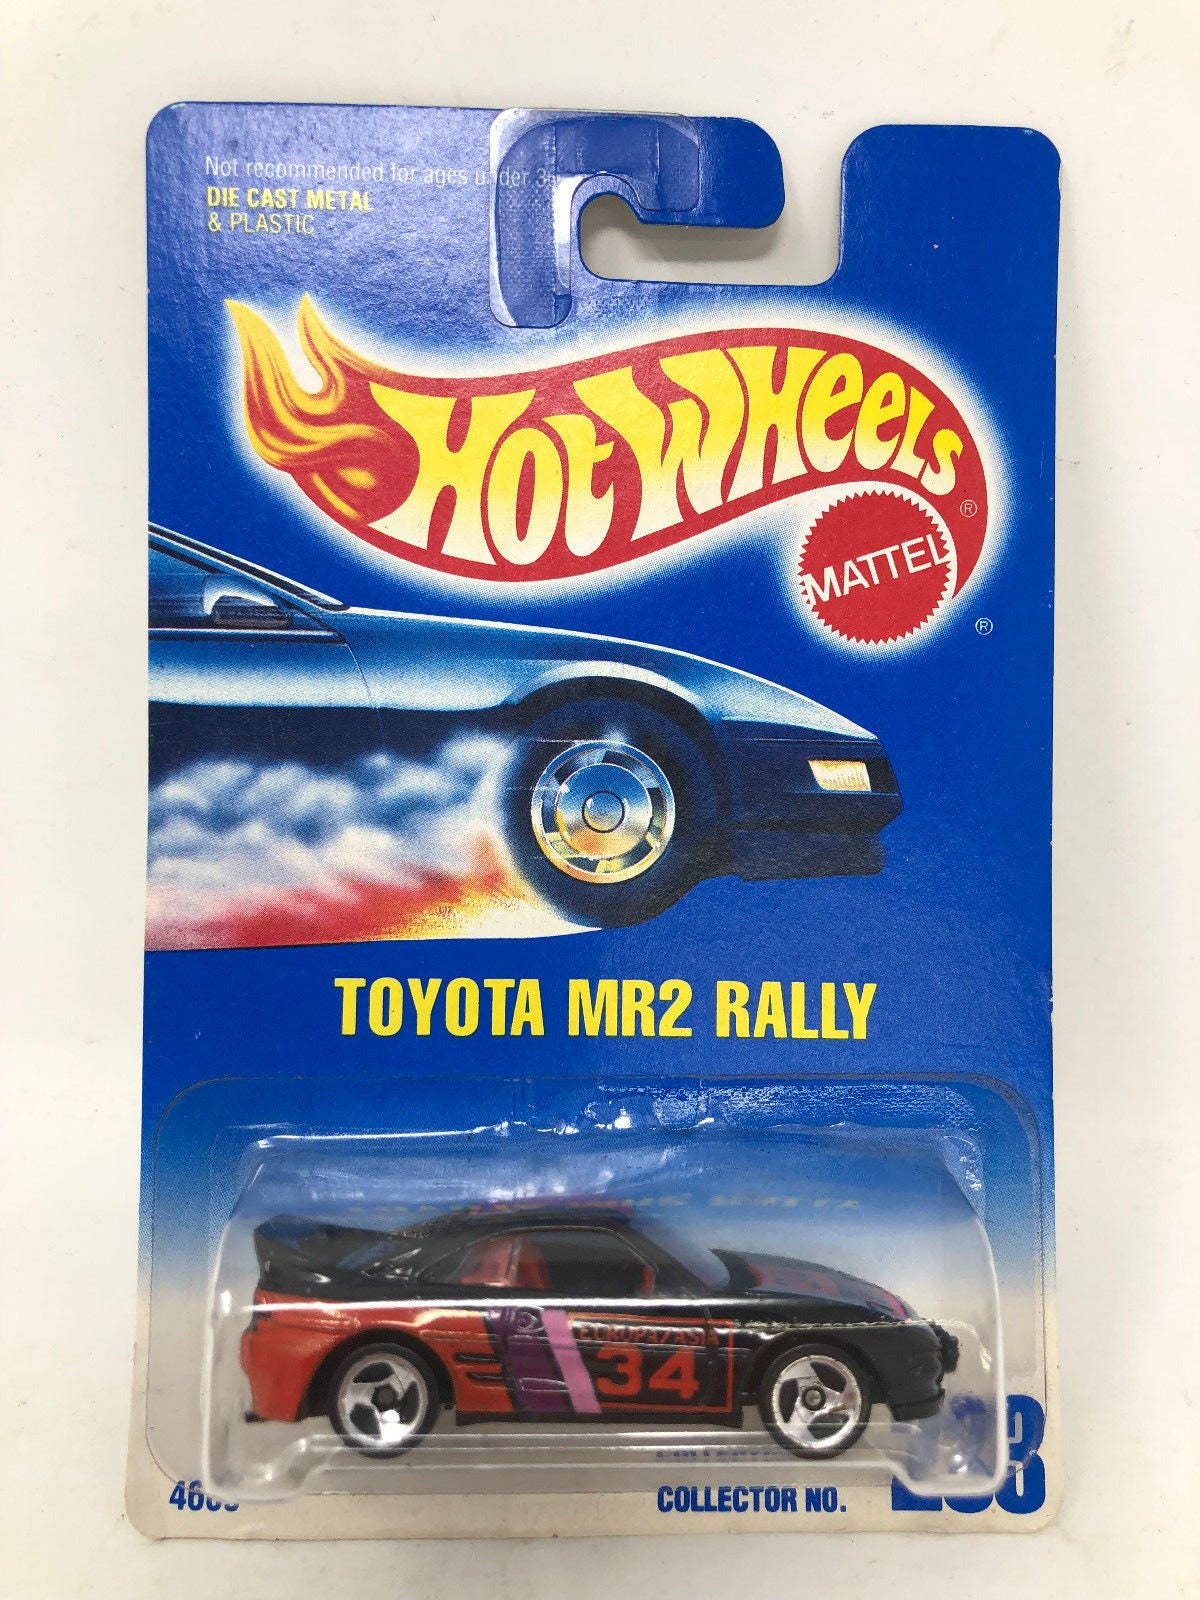 Not recommended for ages under 3
DIE CAST METAL
& PLASTIC
HOT WHEELS
®
MATTEL
®
TOYOTA MR2 RALLY
EUROPA/ASIA
34
COLLECTOR NO.